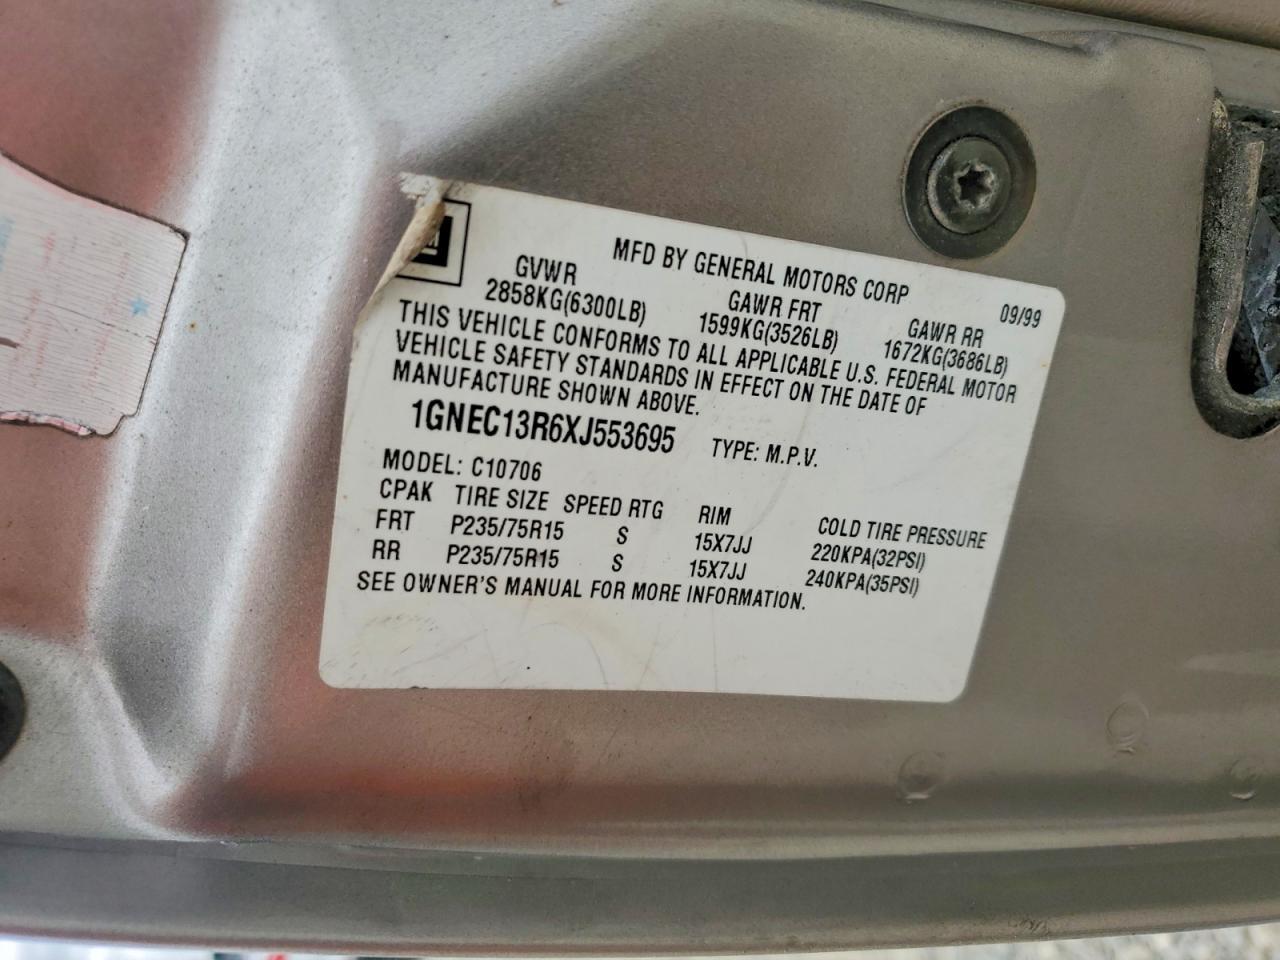 MFD BY GENERAL MOTORS CORP 09/99
GVWR GAWR FRT GAWR RR
2858KG(6300LB) 1599KG(3526LB) 1672KG(3686LB)
THIS VEHICLE CONFORMS TO ALL APPLICABLE U.S. FEDERAL MOTOR
VEHICLE SAFETY STANDARDS IN EFFECT ON THE DATE OF
MANUFACTURE SHOWN ABOVE.
1GNEC13R6XJ553695 TYPE: M.P.V.
MODEL: C10706
CPAK TIRE SIZE SPEED RTG RIM COLD TIRE PRESSURE
FRT P235/75R15 S 15X7JJ 220KPA(32PSI)
RR P235/75R15 S 15X7JJ 240KPA(35PSI)
SEE OWNER'S MANUAL FOR MORE INFORMATION.